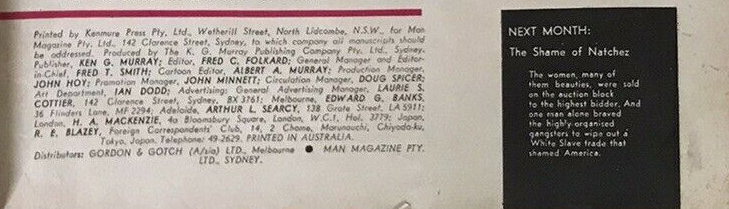 Printed by Kenmure Press Pty. Ltd., Wetherill Street, North Lidcombe, N.S.W., for Man
Magazine Pty. Ltd., 142 Clarence Street, Sydney, to which company all manuscripts should
be addressed. Produced by The K. G. Murray Publishing Company Pty. Ltd., Sydney.
Publisher, KEN G. MURRAY; Editor, FRED C. FOLKARD; General Manager and Editor-
in-Chief, FRED T. SMITH; Cartoon Editor, ALBERT A. MURRAY; Production Manager,
JOHN HOY; Promotion Manager, JOHN MINNETT; Circulation Manager, DOUG SPICER;
Art Department, IAN DODD; Advertising: General Advertising Manager, LAURIE S.
COTTIER, 142 Clarence Street, Sydney, BX 3761; Melbourne, EDWARD G. BANKS,
36 Flinders Lane, MF 2294; Adelaide, ARTHUR L. SEARCY, 138 Grote Street, LA 5911;
London, H. A. MACKENZIE, 4a Bloomsbury Square, London, W.C.1, Hol. 3779; Japan,
R. E. BLAZEY, Foreign Correspondents' Club, 14, 2 Chome, Marunouchi, Chiyoda-ku,
Tokyo, Japan. Telephone: 49-2629. PRINTED IN AUSTRALIA.
Distributors: GORDON & GOTCH (A/sia) LTD., Melbourne ● MAN MAGAZINE PTY.
LTD., SYDNEY.
NEXT MONTH:
The Shame of Natchez
The women, many of
them beauties, were sold
on the auction block
to the highest bidder. And
one man alone braved
the highly organised
gangsters to wipe out a
White Slave trade that
shamed America.